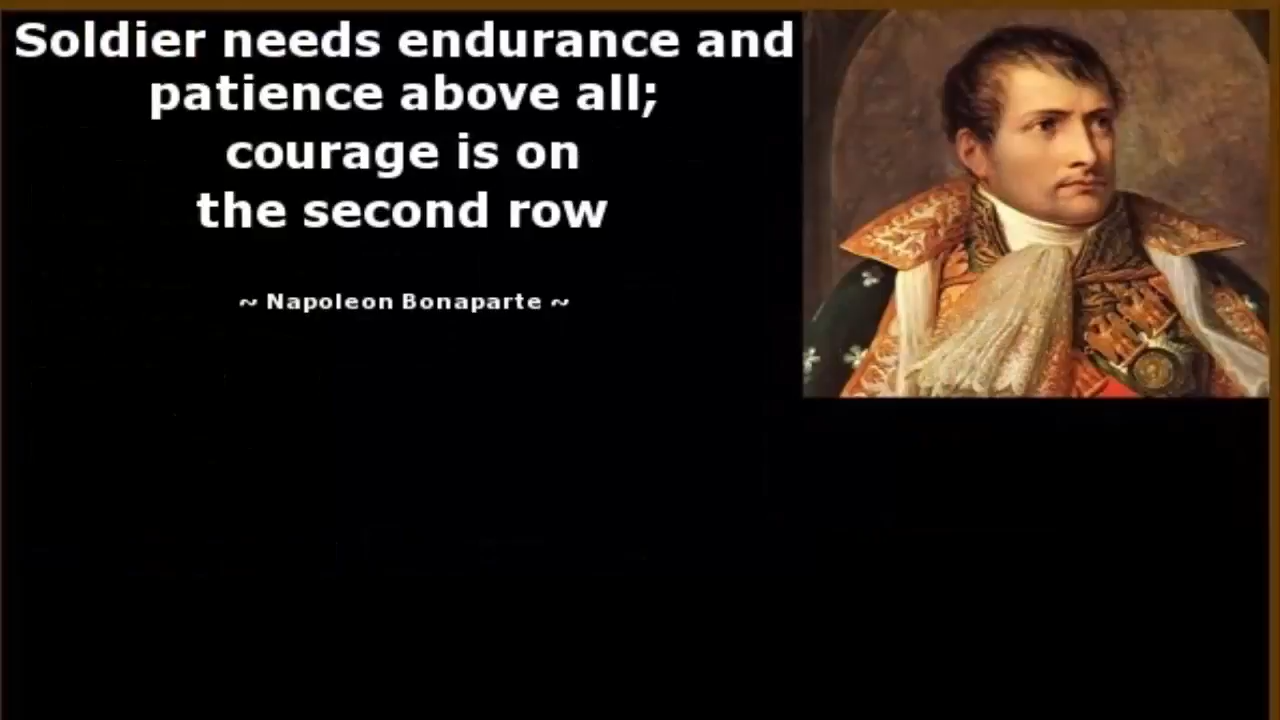 Soldier needs endurance and
patience above all;
courage is on
the second row
~ Napoleon Bonaparte ~